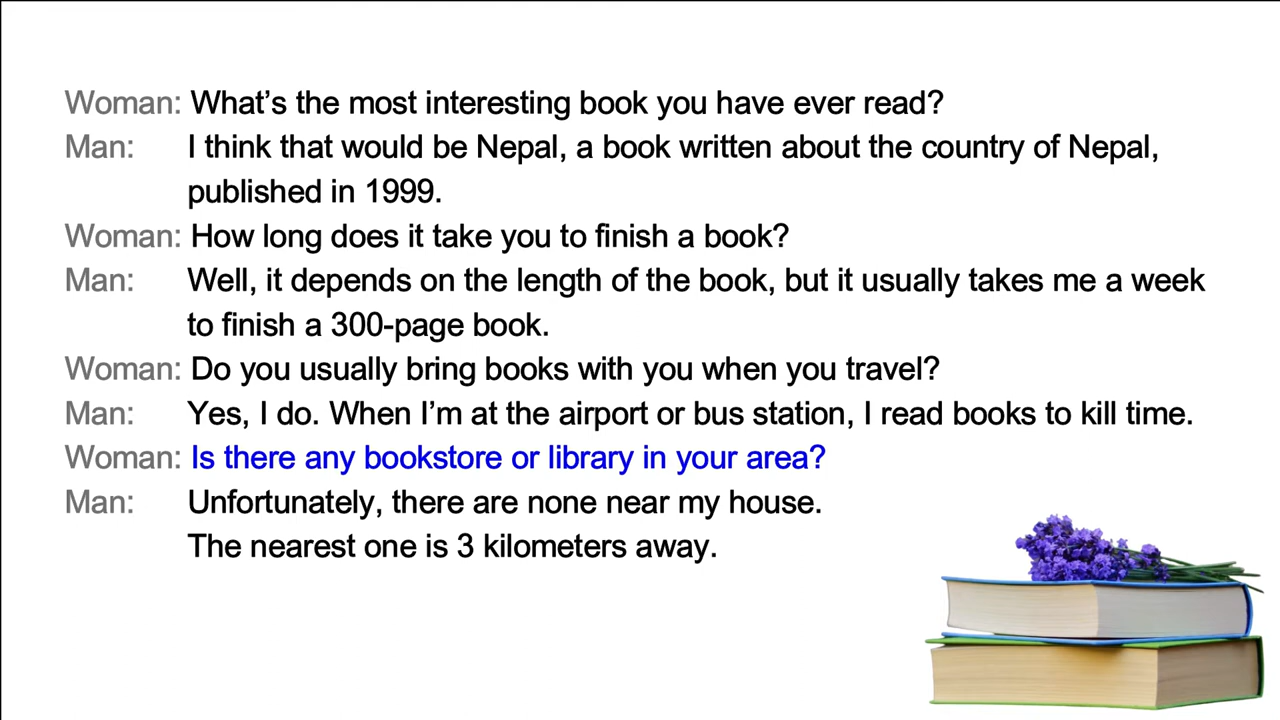 Woman: What's the most interesting book you have ever read?
Man: I think that would be Nepal, a book written about the country of Nepal,
published in 1999.
Woman: How long does it take you to finish a book?
Man: Well, it depends on the length of the book, but it usually takes me a week
to finish a 300-page book.
Woman: Do you usually bring books with you when you travel?
Man: Yes, I do. When I'm at the airport or bus station, I read books to kill time.
Woman: Is there any bookstore or library in your area?
Man: Unfortunately, there are none near my house.
The nearest one is 3 kilometers away.